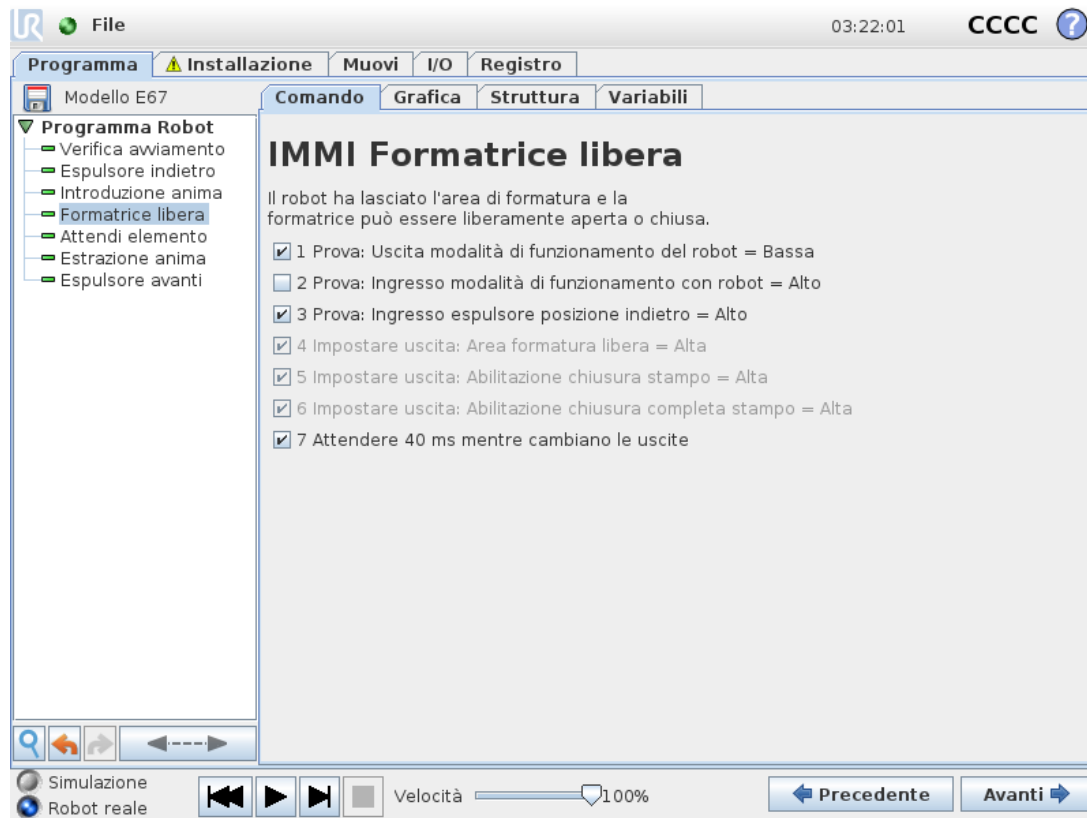 UR File 03:22:01 CCCC ?
Programma Installazione Muovi I/O Registro
Modello E67 Comando Grafica Struttura Variabili
Programma Robot
Verifica avviamento
Espulsore indietro
Introduzione anima
Formatrice libera
Attendi elemento
Estrazione anima
Espulsore avanti
IMMI Formatrice libera
Il robot ha lasciato l'area di formatura e la
formatrice può essere liberamente aperta o chiusa.
1 Prova: Uscita modalità di funzionamento del robot = Bassa
2 Prova: Ingresso modalità di funzionamento con robot = Alto
3 Prova: Ingresso espulsore posizione indietro = Alto
4 Impostare uscita: Area formatura libera = Alta
5 Impostare uscita: Abilitazione chiusura stampo = Alta
6 Impostare uscita: Abilitazione chiusura completa stampo = Alta
7 Attendere 40 ms mentre cambiano le uscite
Simulazione
Robot reale
Velocità 100% Precedente Avanti